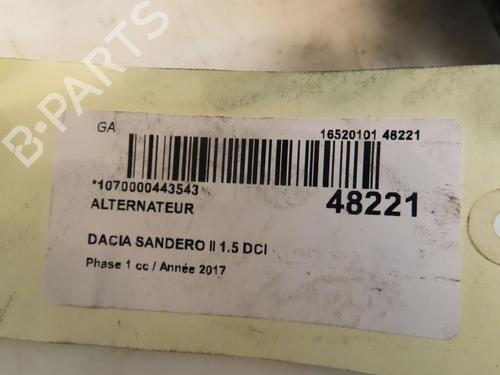 B-PARTS
GA
16520101 48221
*1070000443543
48221
ALTERNATEUR
DACIA SANDERO II 1.5 DCI
Phase 1 cc / Année 2017